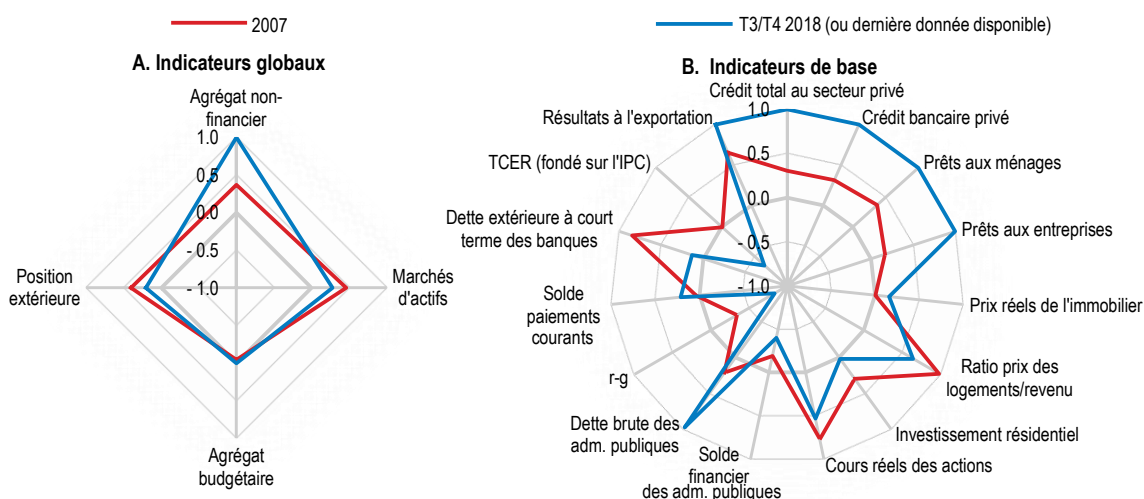 2007
T3/T4 2018 (ou dernière donnée disponible)
A. Indicateurs globaux
Agrégat non-
financier
1.0
0.5
0.0
- 0.5
- 1.0
Position
extérieure
Marchés
d'actifs
Agrégat
budgétaire
B. Indicateurs de base
Crédit total au secteur privé
1.0
0.5
0.0
- 0.5
- 1.0
Crédit bancaire privé
Prêts aux ménages
Prêts aux entreprises
Prix réels de l'immobilier
Ratio prix des
logements/revenu
Investissement résidentiel
Cours réels des actions
Solde
financier
des adm. publiques
Dette brute des
adm. publiques
r-g
Solde
paiements
courants
Dette extérieure à court
terme des banques
TCER (fondé sur l'IPC)
Résultats à l'exportation